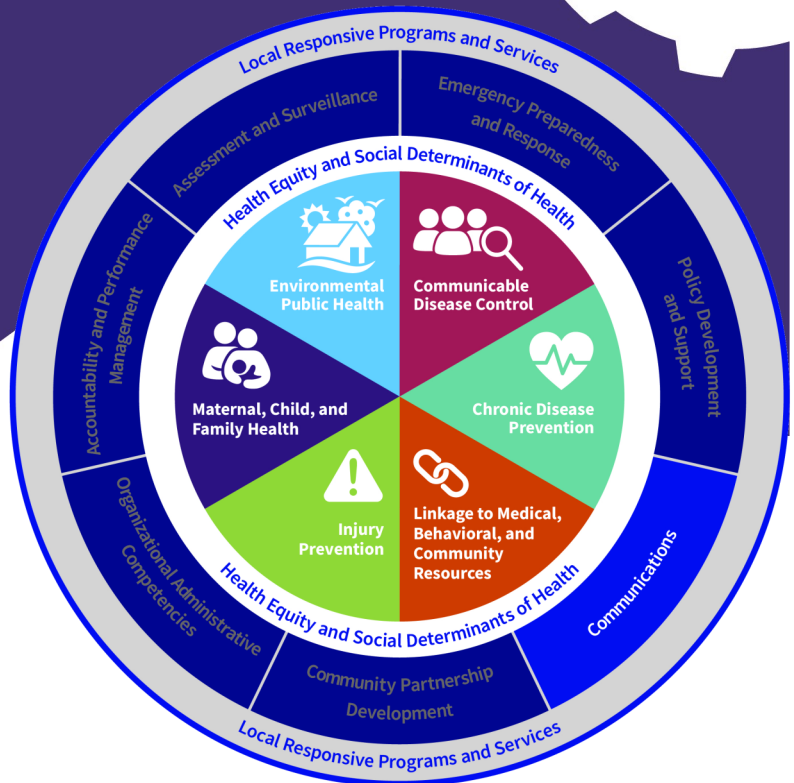 Local Responsive Programs and Services
Assessment and Surveillance
Emergency Preparedness
and Response
Accountability and Performance
Management
Policy Development
and Support
Health Equity and Social Determinants of Health
Environmental
Public Health
Communicable
Disease Control
Maternal, Child, and
Family Health
Chronic Disease
Prevention
Injury
Prevention
Linkage to Medical,
Behavioral, and
Community
Resources
Health Equity and Social Determinants of Health
Organizational Administrative
Competencies
Communications
Community Partnership
Development
Local Responsive Programs and Services